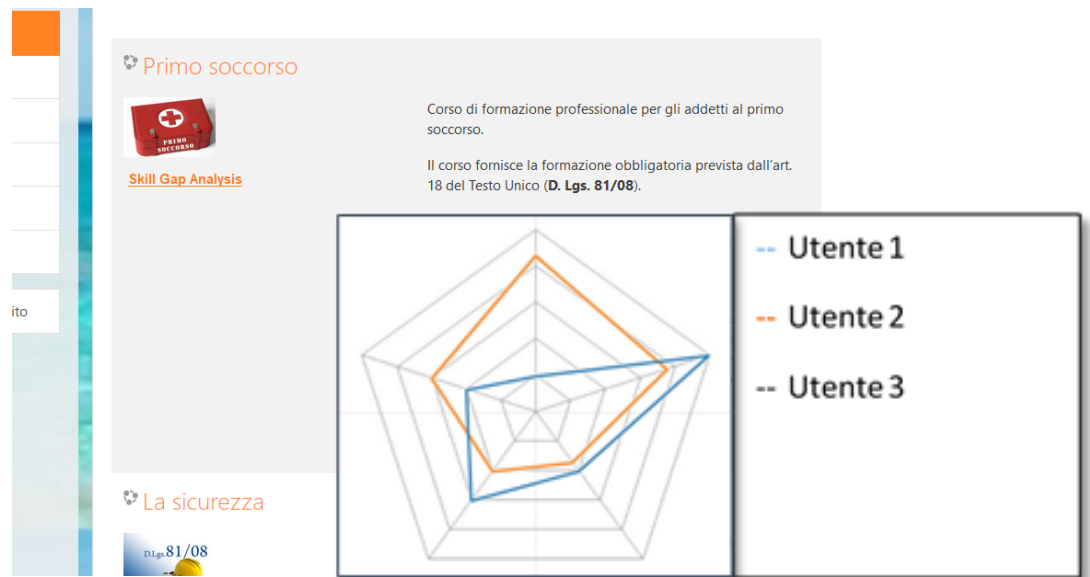 Primo soccorso
PRIMO
SOCCORSO
Skill Gap Analysis
Corso di formazione professionale per gli addetti al primo
soccorso.
Il corso fornisce la formazione obbligatoria prevista dall'art.
18 del Testo Unico (D. Lgs. 81/08).
ito
-- Utente 1
-- Utente 2
-- Utente 3
La sicurezza
D.Lgs.81/08